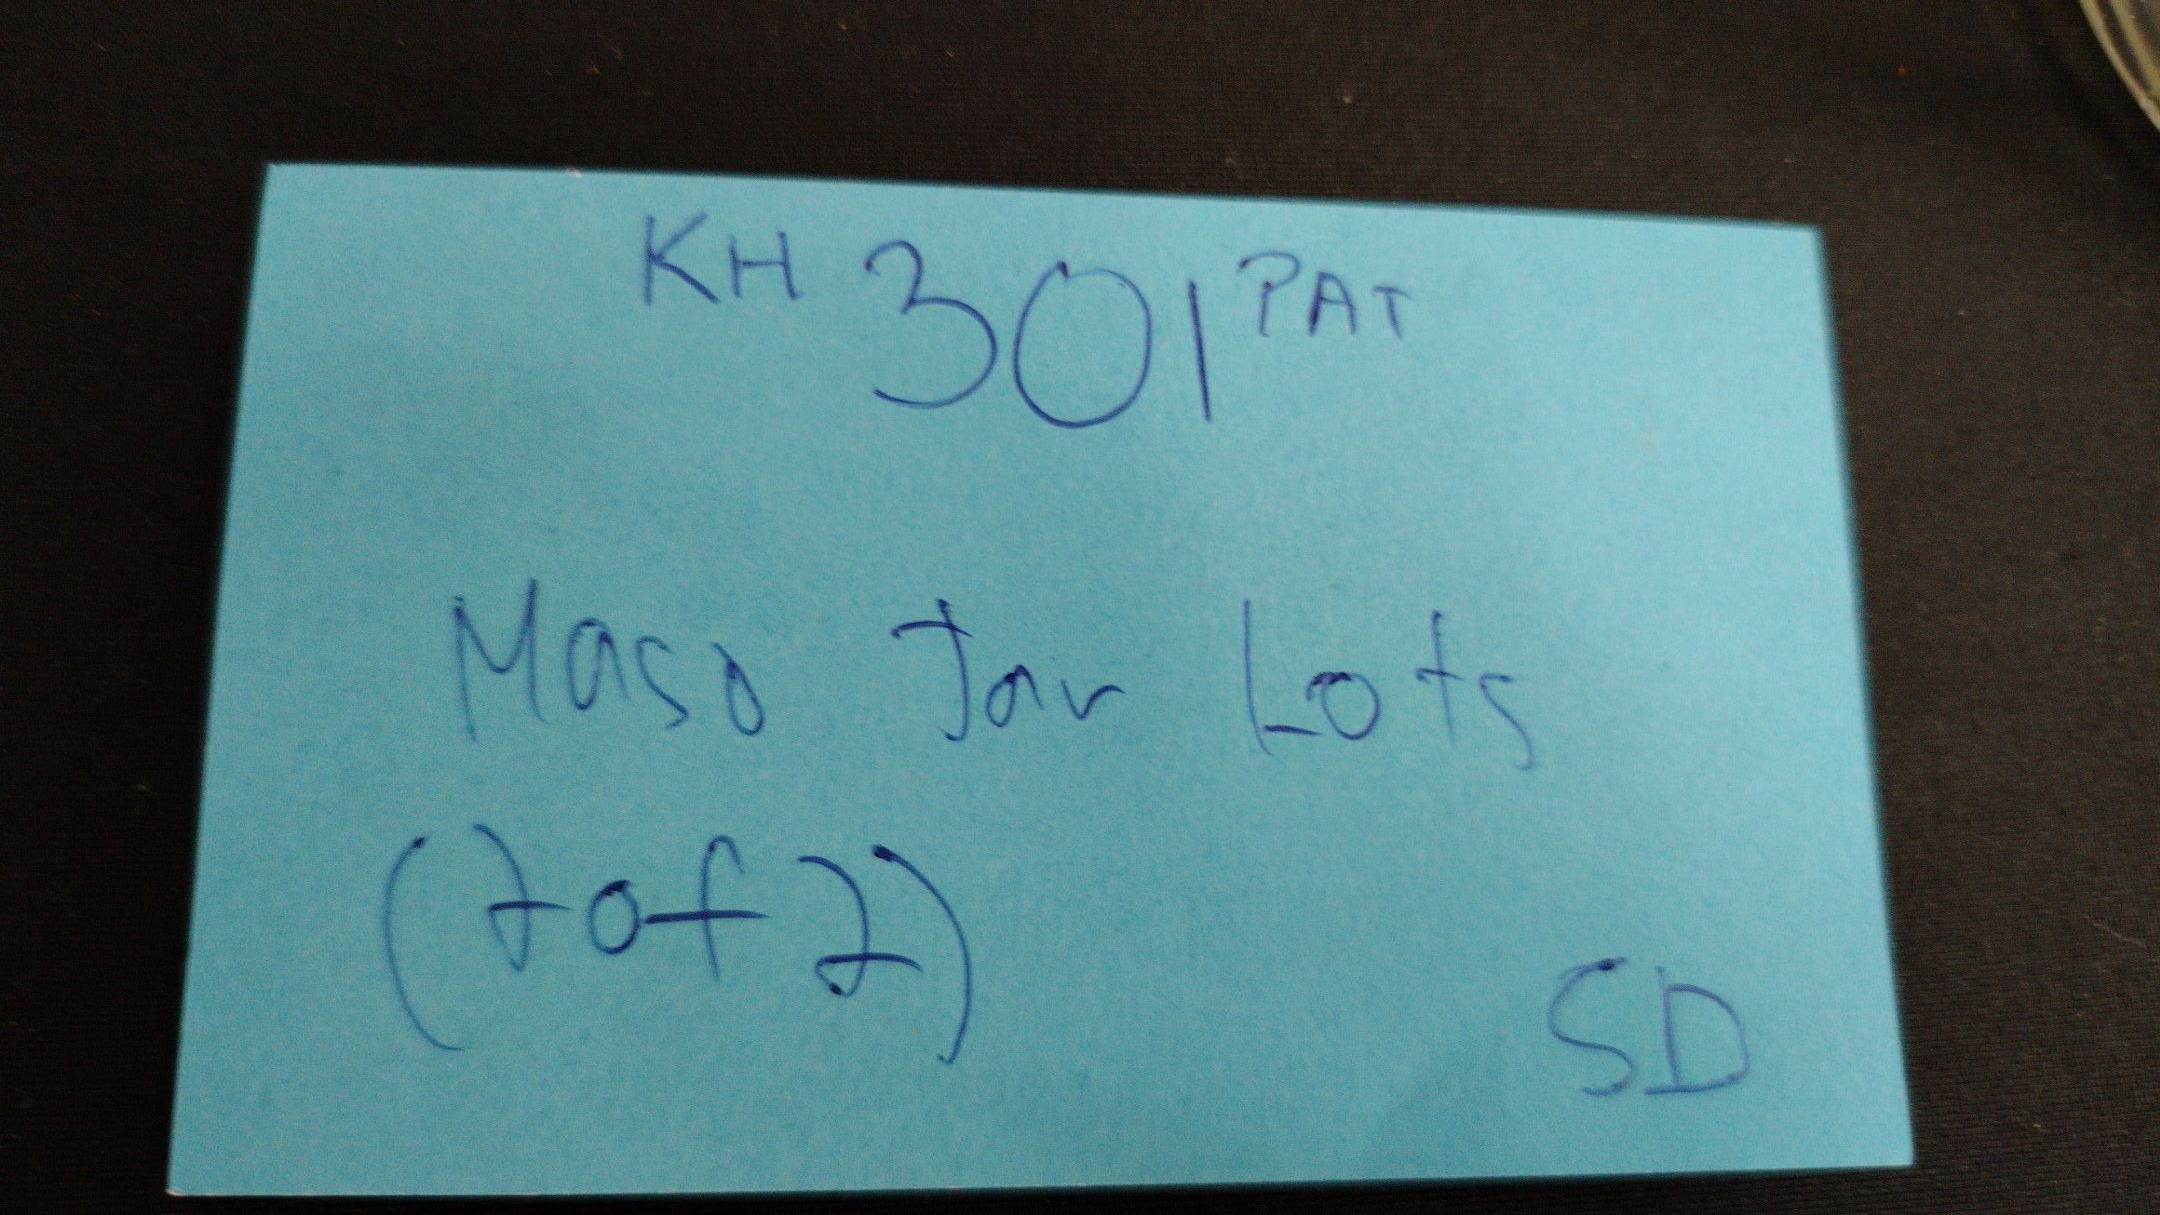 KH 301 PAT
Maso Jar Lots
(2 of 2)
SD